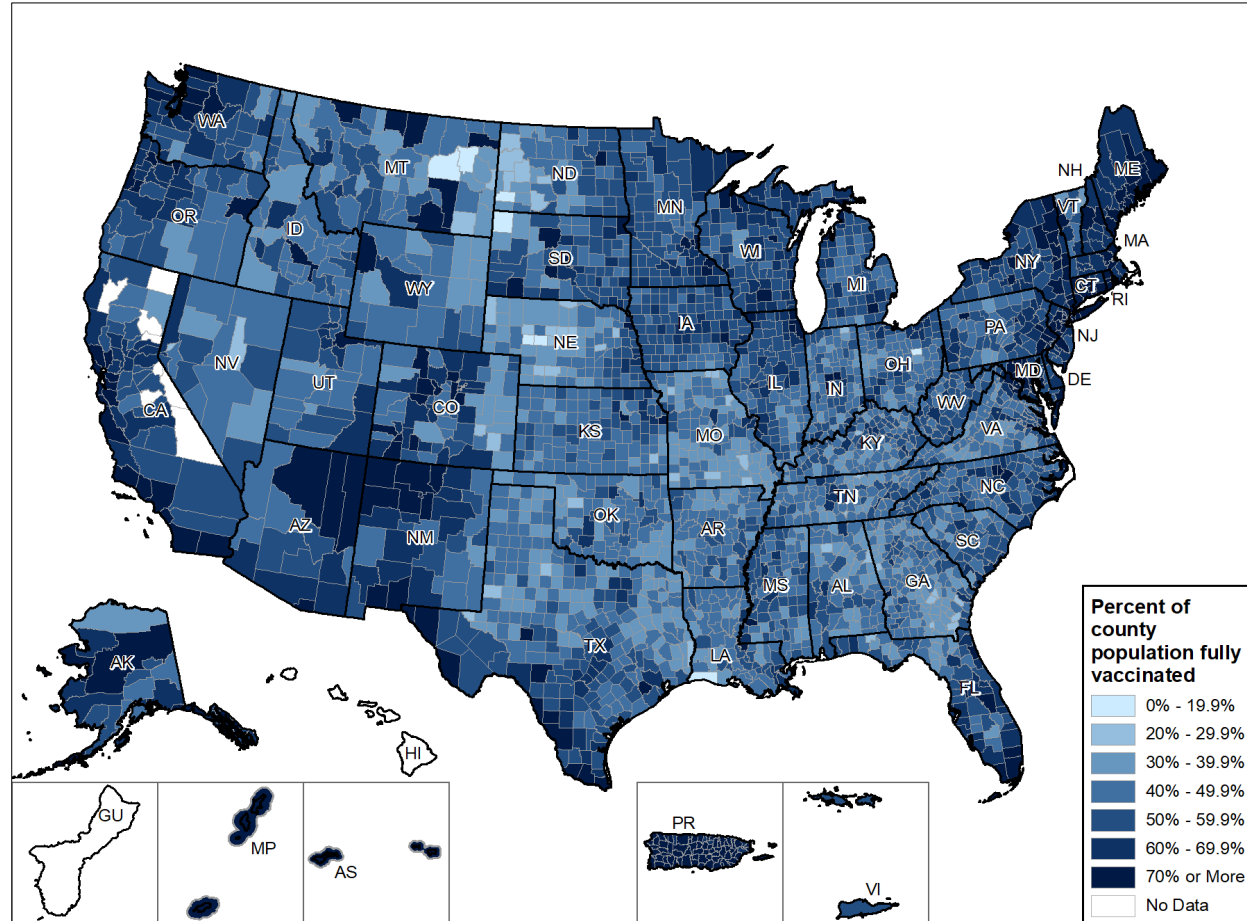 WA
MT
ND
MN
ME
NH
VT
OR
ID
SD
WI
MI
NY
MA
WY
CT
RI
IA
PA
NJ
NE
NV
UT
OH
IL
IN
MD
DE
CA
CO
WV
KS
MO
KY
VA
TN
NC
AZ
NM
OK
AR
SC
MS
AL
GA
TX
LA
AK
FL
HI
GU
MP
AS
PR
VI
Percent of
county
population fully
vaccinated
0% - 19.9%
20% - 29.9%
30% - 39.9%
40% - 49.9%
50% - 59.9%
60% - 69.9%
70% or More
No Data